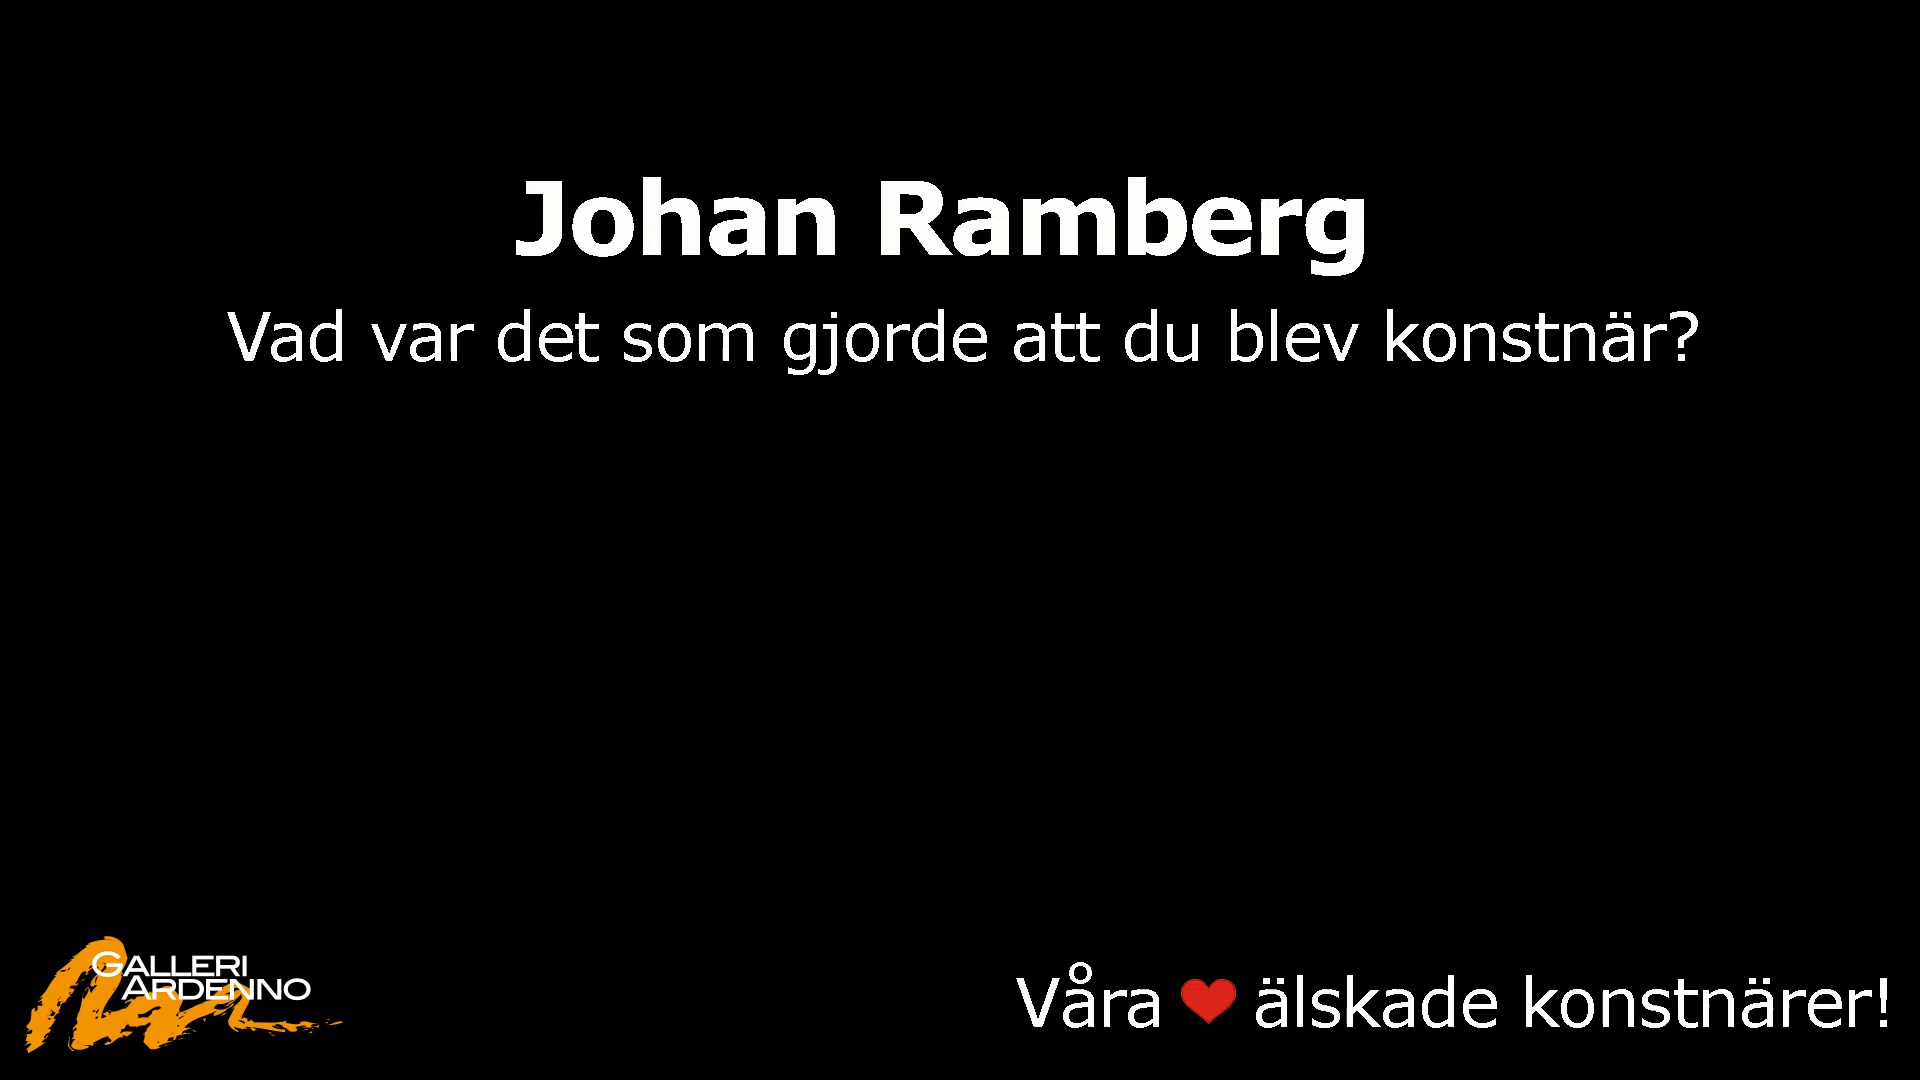 Johan Ramberg
Vad var det som gjorde att du blev konstnär?
GALLERI
ARDENNO
Våra ❤ älskade konstnärer!